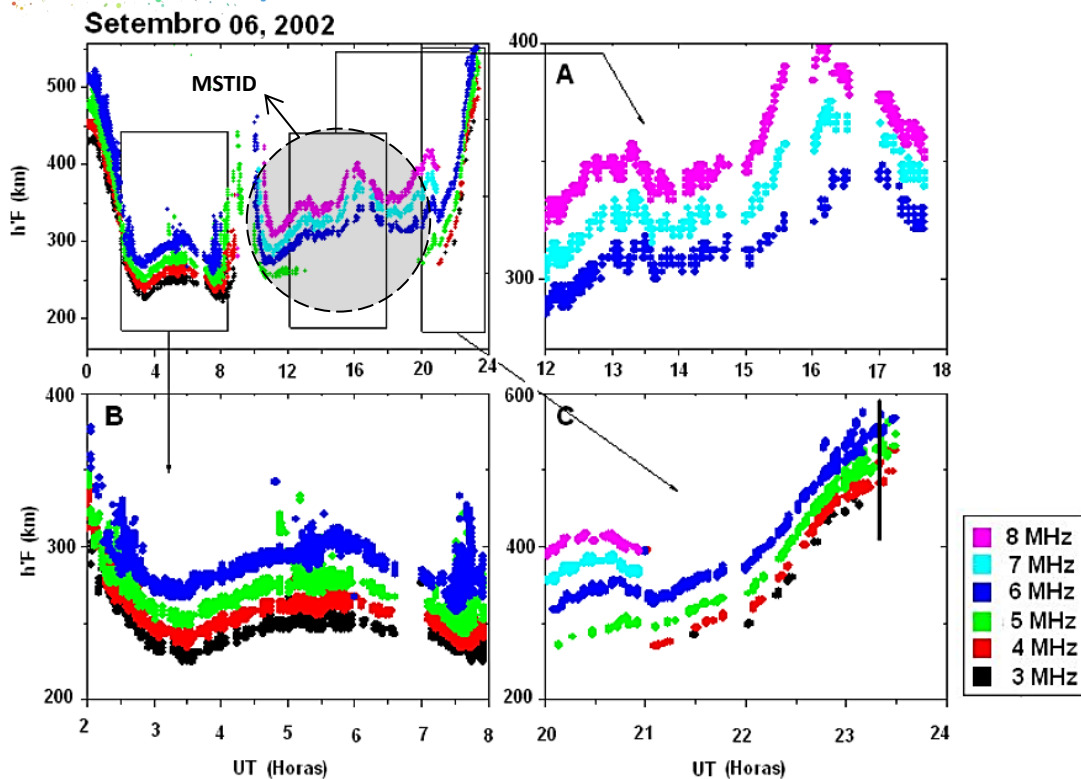 Setembro 06, 2002
h'F (km)
500
400
300
200
0
4
8
12
16
20
24
MSTID
A
400
300
12
13
14
15
16
17
18
B
h'F (km)
400
300
200
2
3
4
5
6
7
8
UT (Horas)
C
h'F (km)
600
400
200
20
21
22
23
24
UT (Horas)
8 MHz
7 MHz
6 MHz
5 MHz
4 MHz
3 MHz